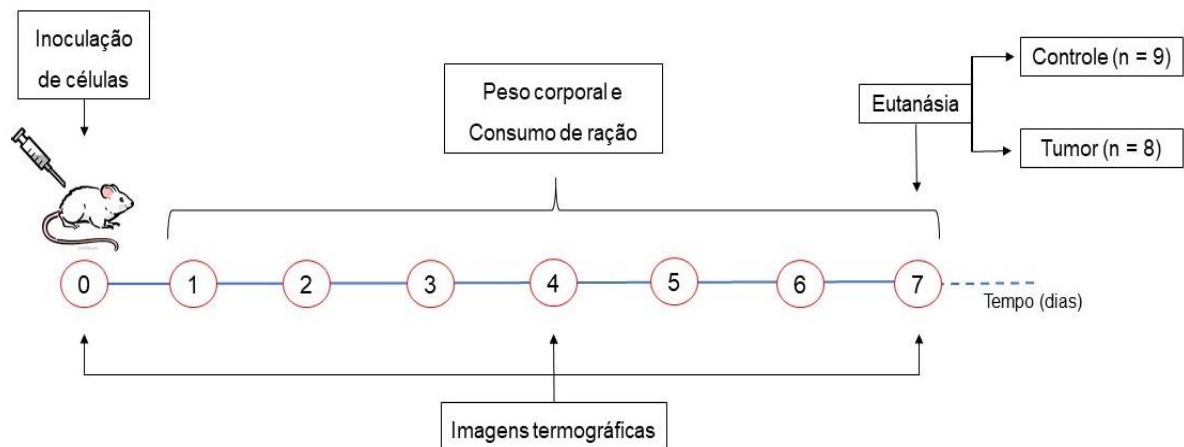 Inoculação
de células
Peso corporal e
Consumo de ração
Eutanásia
Controle (n = 9)
Tumor (n = 8)
0
1
2
3
4
5
6
7
Tempo (dias)
Imagens termográficas